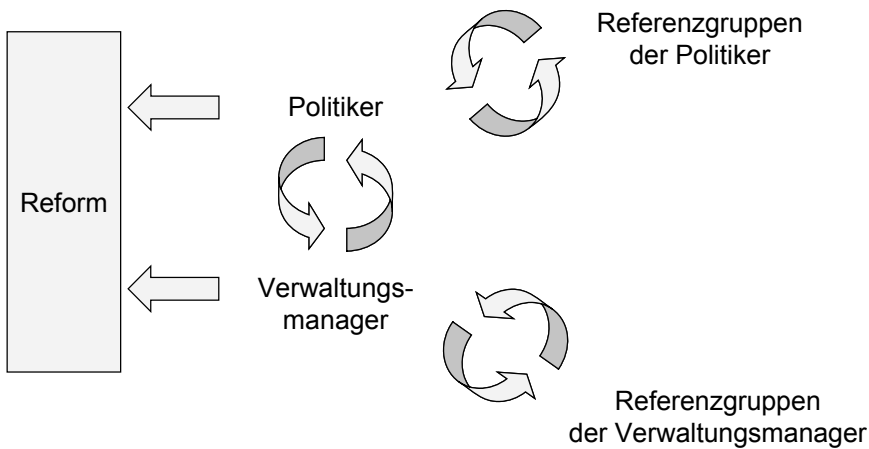 Referenzgruppen
der Politiker
Politiker
Reform
Verwaltungs-
manager
Referenzgruppen
der Verwaltungsmanager